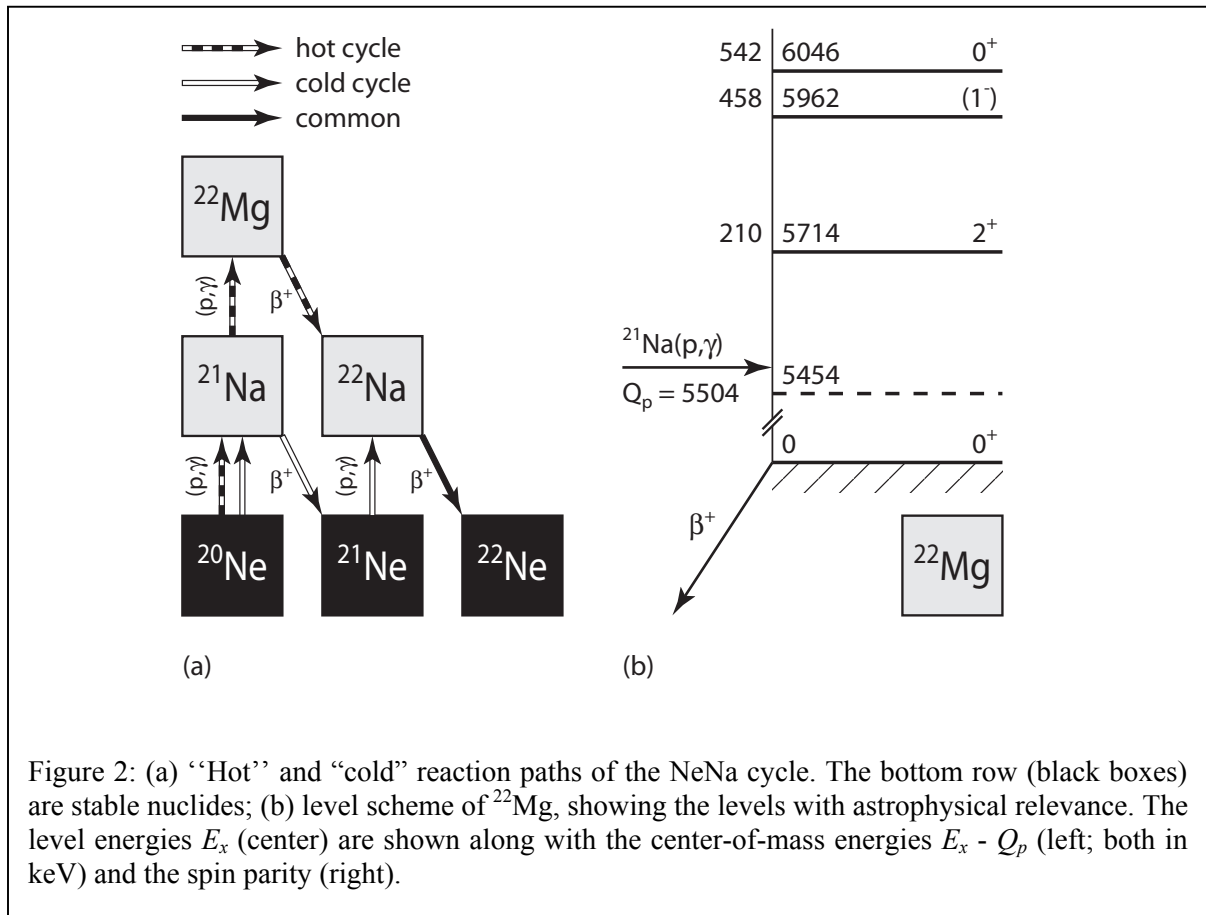 hot cycle
cold cycle
common
²²Mg
(p,γ)
β⁺
²¹Na
²²Na
(p,γ)
β⁺
(p,γ)
β⁺
²⁰Ne
²¹Ne
²²Ne
(a)
542 6046 0⁺
458 5962 (1⁻)
210 5714 2⁺
²¹Na(p,γ)
Qₚ = 5504
5454
0 0⁺
β⁺
²²Mg
(b)
Figure 2: (a) ‘‘Hot’’ and “cold” reaction paths of the NeNa cycle. The bottom row (black boxes)
are stable nuclides; (b) level scheme of ²²Mg, showing the levels with astrophysical relevance. The
level energies Eₓ (center) are shown along with the center-of-mass energies Eₓ - Qₚ (left; both in
keV) and the spin parity (right).